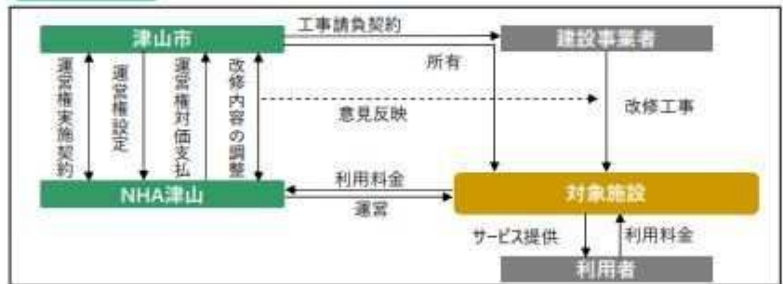 津山市
工事請負契約
建設事業者
所有
運営権実施契約
運営権設定
運営権対価支払
改修内容の調整
意見反映
改修工事
NHA津山
利用料金
運営
対象施設
サービス提供
利用料金
利用者